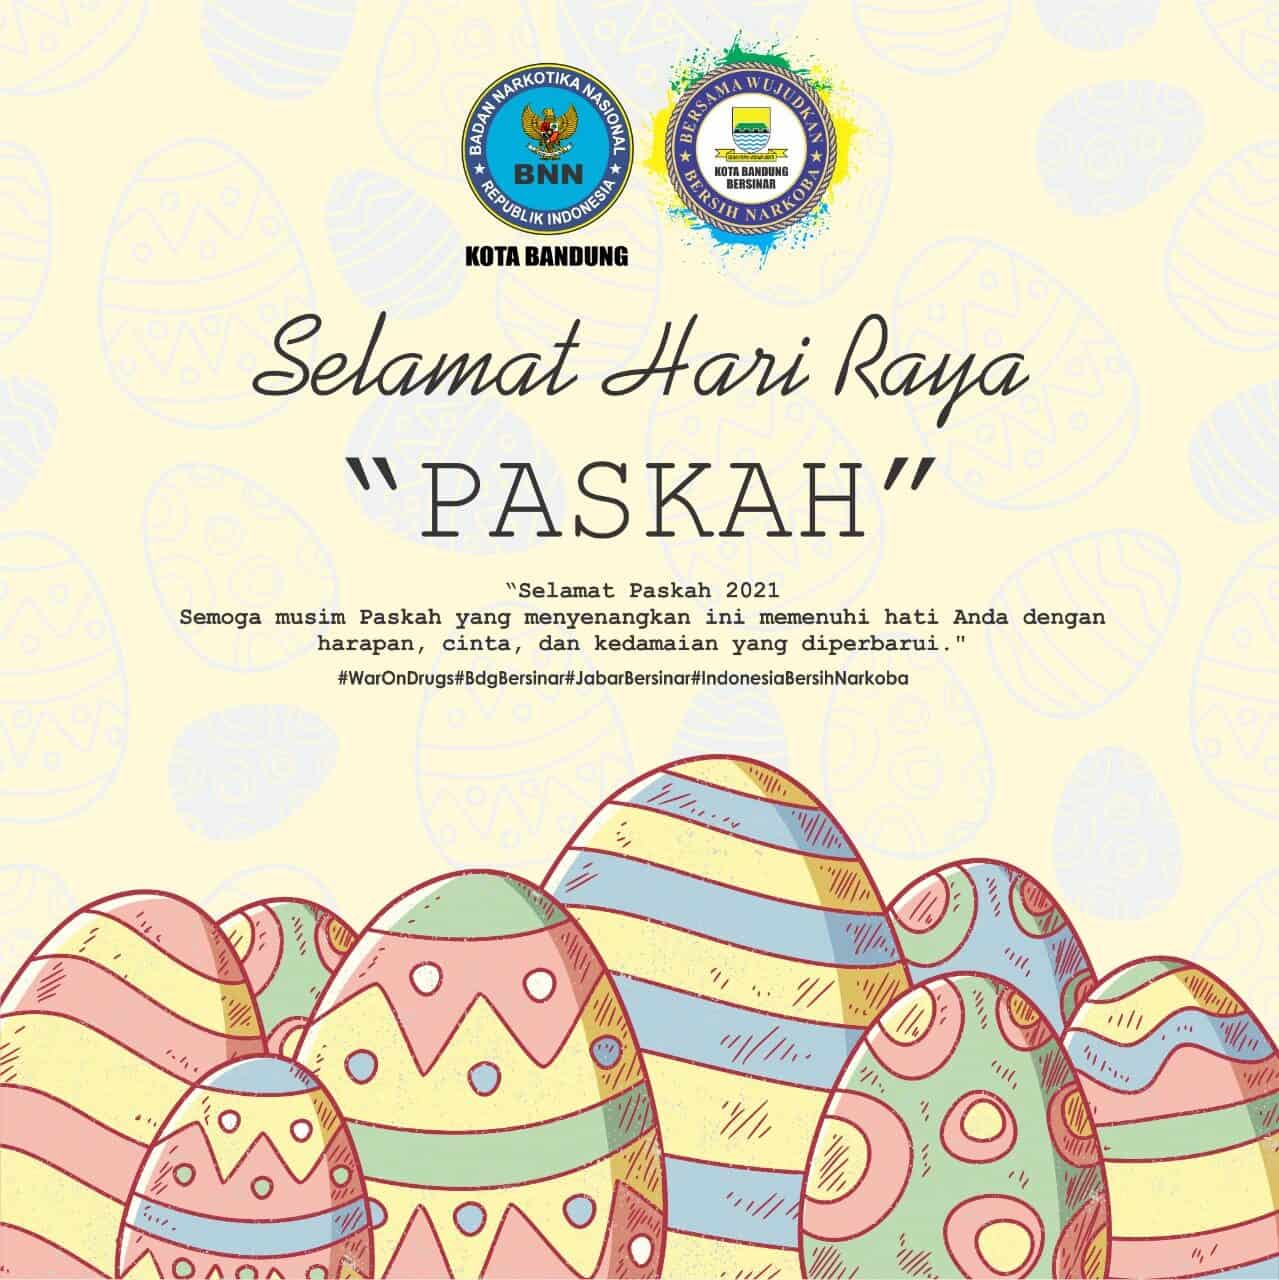 BADAN NARKOTIKA NASIONAL
BNN
REPUBLIK INDONESIA
KOTA BANDUNG
BERSAMA WUJUDKAN
KOTA BANDUNG
BERSINAR
BERSIH NARKOBA
Selamat Hari Raya
“PASKAH”
“Selamat Paskah 2021
Semoga musim Paskah yang menyenangkan ini memenuhi hati Anda dengan
harapan, cinta, dan kedamaian yang diperbarui."
#WarOnDrugs#BdgBersinar#JabarBersinar#IndonesiaBersihNarkoba